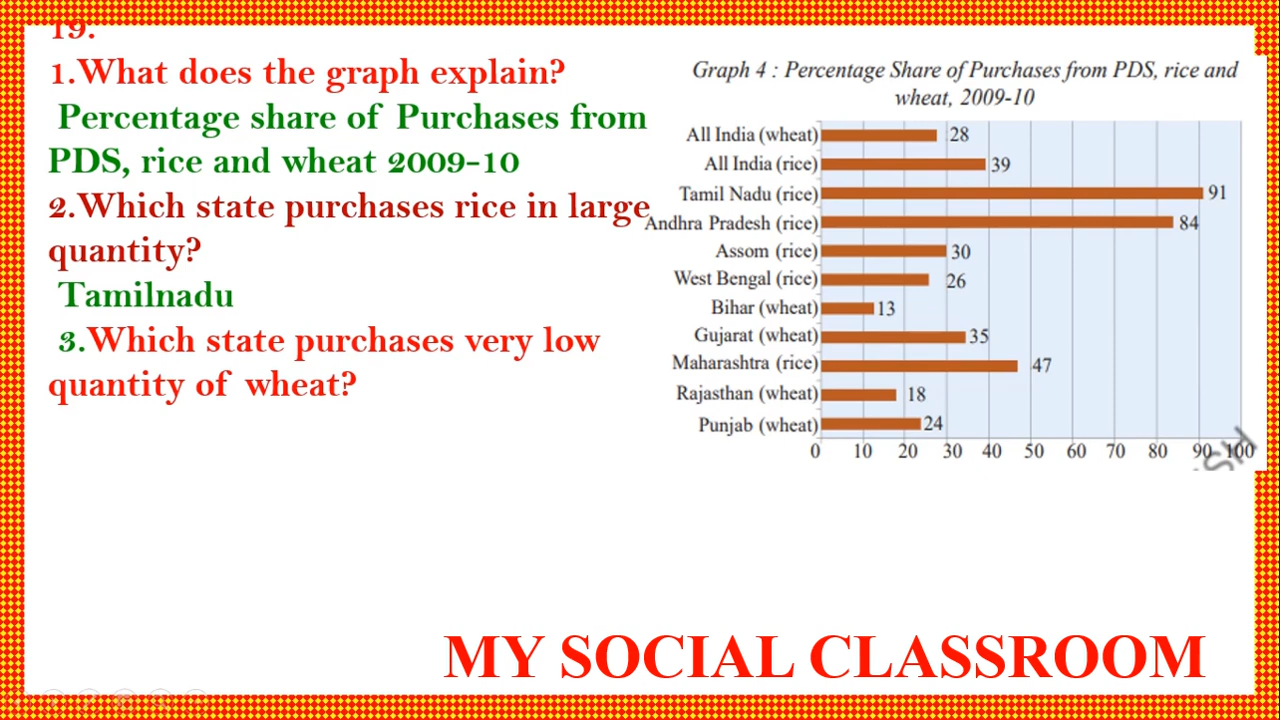 19.
1.What does the graph explain?
Percentage share of Purchases from
PDS, rice and wheat 2009-10
2.Which state purchases rice in large
quantity?
Tamilnadu
3.Which state purchases very low
quantity of wheat?
Graph 4 : Percentage Share of Purchases from PDS, rice and
wheat, 2009-10
All India (wheat) 28
All India (rice) 39
Tamil Nadu (rice) 91
Andhra Pradesh (rice) 84
Assom (rice) 30
West Bengal (rice) 26
Bihar (wheat) 13
Gujarat (wheat) 35
Maharashtra (rice) 47
Rajasthan (wheat) 18
Punjab (wheat) 24
0 10 20 30 40 50 60 70 80 90 100
MY SOCIAL CLASSROOM